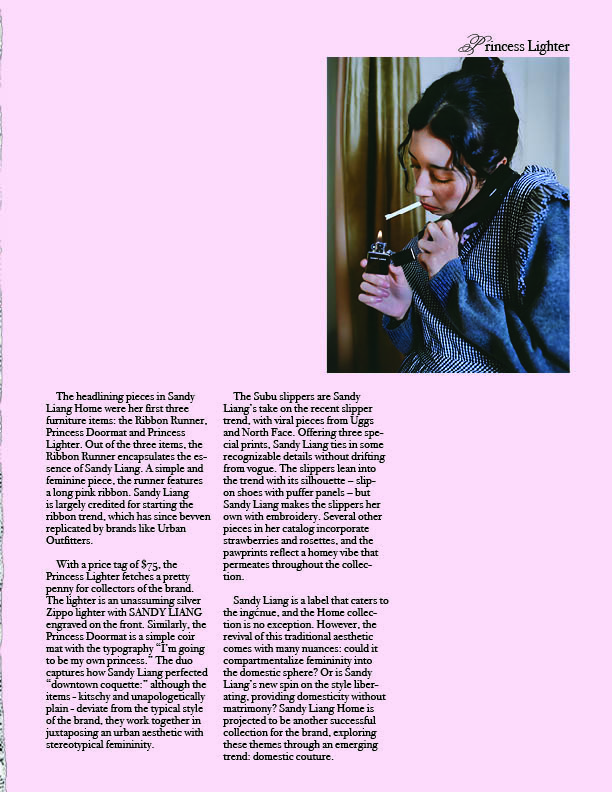 Princess Lighter
The headlining pieces in Sandy
Liang Home were her first three
furniture items: the Ribbon Runner,
Princess Doormat and Princess
Lighter. Out of the three items, the
Ribbon Runner encapsulates the es-
sence of Sandy Liang. A simple and
feminine piece, the runner features
a long pink ribbon. Sandy Liang
is largely credited for starting the
ribbon trend, which has since bevven
replicated by brands like Urban
Outfitters.
With a price tag of $75, the
Princess Lighter fetches a pretty
penny for collectors of the brand.
The lighter is an unassuming silver
Zippo lighter with SANDY LIANG
engraved on the front. Similarly, the
Princess Doormat is a simple coir
mat with the typography “I’m going
to be my own princess.” The duo
captures how Sandy Liang perfected
“downtown coquette:” although the
items - kitschy and unapologetically
plain - deviate from the typical style
of the brand, they work together in
juxtaposing an urban aesthetic with
stereotypical femininity.
The Subu slippers are Sandy
Liang’s take on the recent slipper
trend, with viral pieces from Uggs
and North Face. Offering three spe-
cial prints, Sandy Liang ties in some
recognizable details without drifting
from vogue. The slippers lean into
the trend with its silhouette – slip-
on shoes with puffer panels – but
Sandy Liang makes the slippers her
own with embroidery. Several other
pieces in her catalog incorporate
strawberries and rosettes, and the
pawprints reflect a homey vibe that
permeates throughout the collec-
tion.
Sandy Liang is a label that caters to
the ingénue, and the Home collec-
tion is no exception. However, the
revival of this traditional aesthetic
comes with many nuances: could it
compartmentalize femininity into
the domestic sphere? Or is Sandy
Liang’s new spin on the style liber-
ating, providing domesticity without
matrimony? Sandy Liang Home is
projected to be another successful
collection for the brand, exploring
these themes through an emerging
trend: domestic couture.